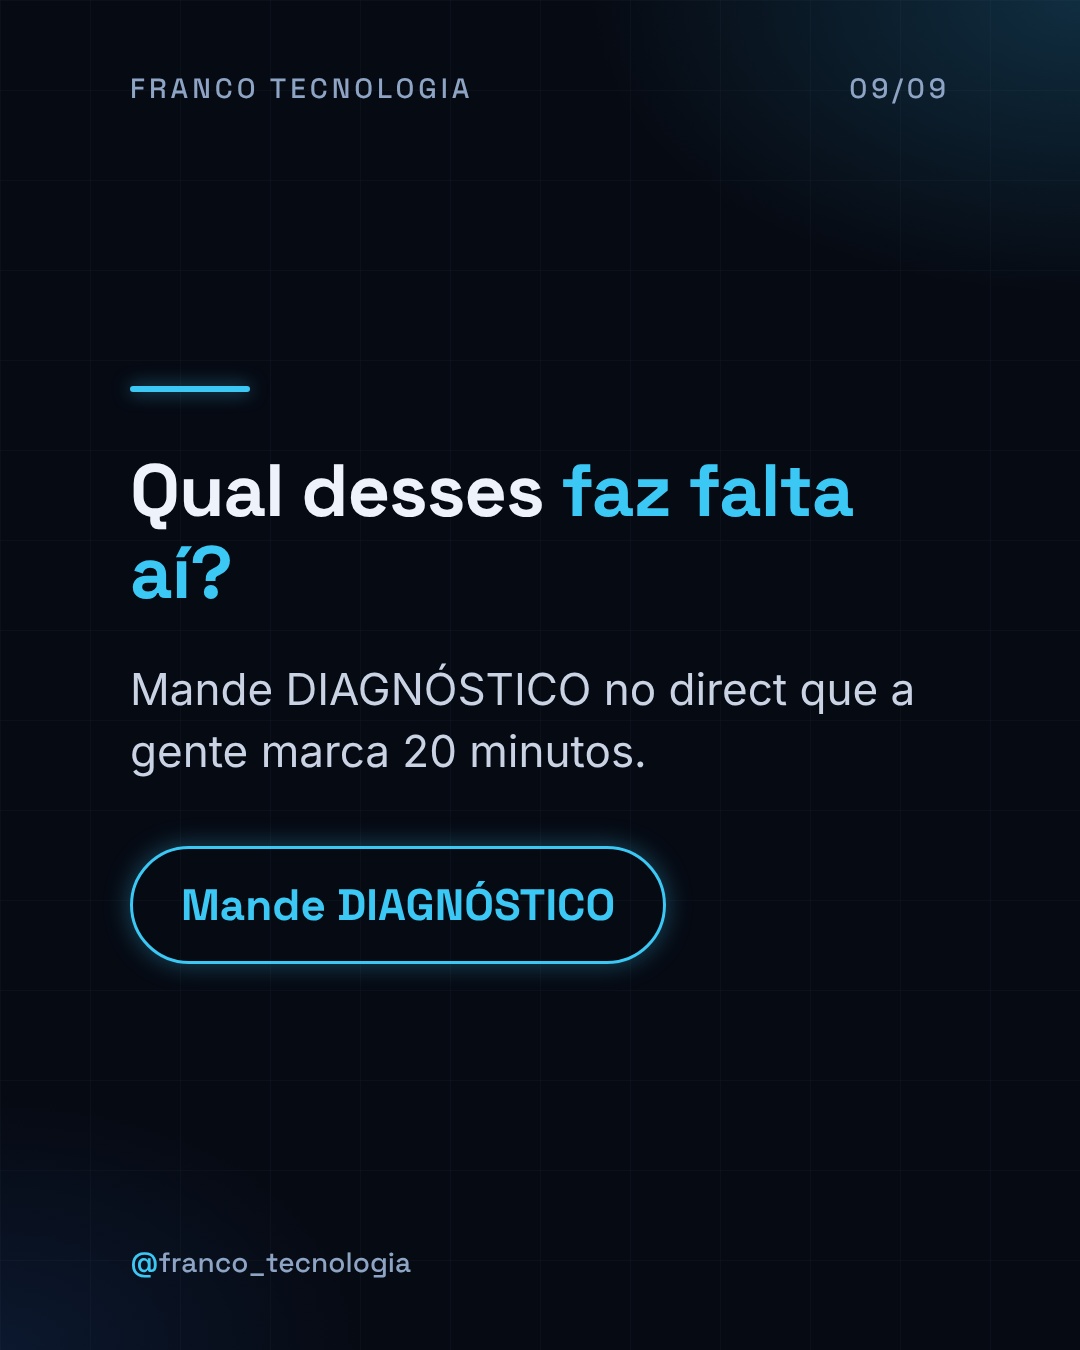 FRANCO TECNOLOGIA
09/09
Qual desses faz falta
aí?
Mande DIAGNÓSTICO no direct que a
gente marca 20 minutos.
Mande DIAGNÓSTICO
@franco_tecnologia